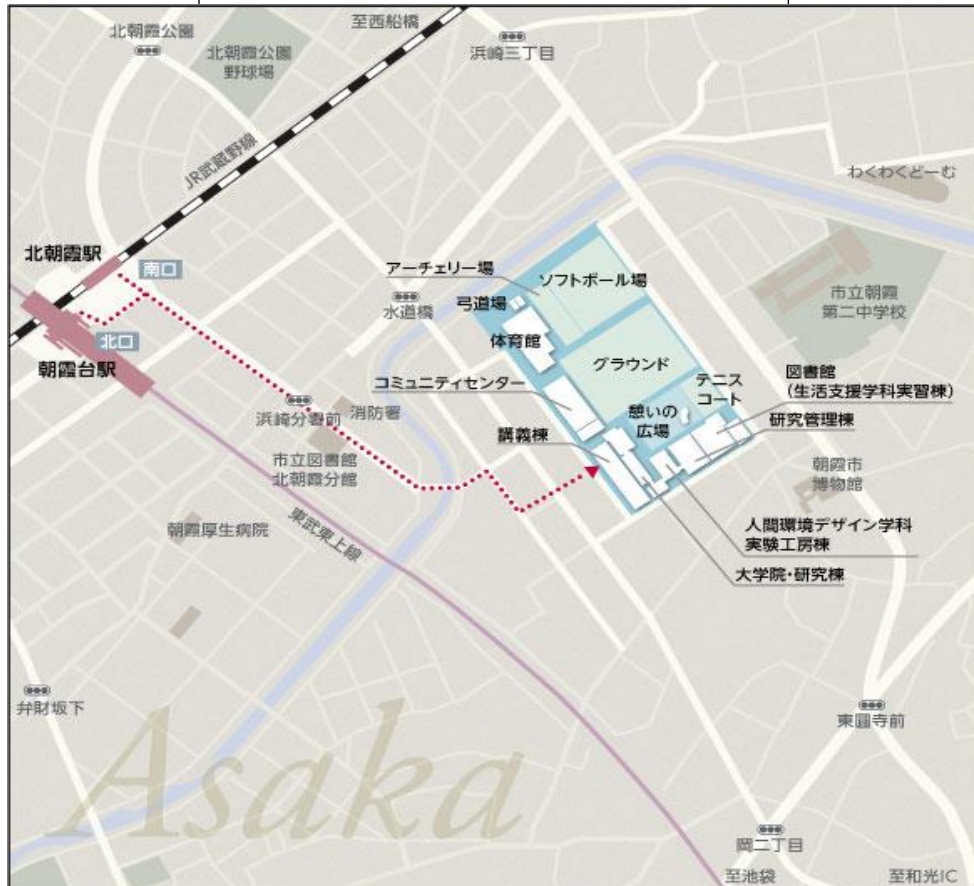 至西船橋
北朝霞公園
浜崎三丁目
北朝霞公園
野球場
JR武蔵野線
わくわくどーむ
北朝霞駅
南口
アーチェリー場
ソフトボール場
弓道場
水道橋
市立朝霞
第二中学校
北口
体育館
朝霞台駅
グラウンド
コミュニティセンター
テニス
コート
図書館
(生活支援学科実習棟)
浜崎分署前
消防署
憩いの
広場
研究管理棟
講義棟
市立図書館
北朝霞分館
朝霞市
博物館
朝霞厚生病院
東武東上線
人間環境デザイン学科
実験工房棟
大学院・研究棟
弁財坂下
東圓寺前
Asaka
岡二丁目
至池袋
至和光IC